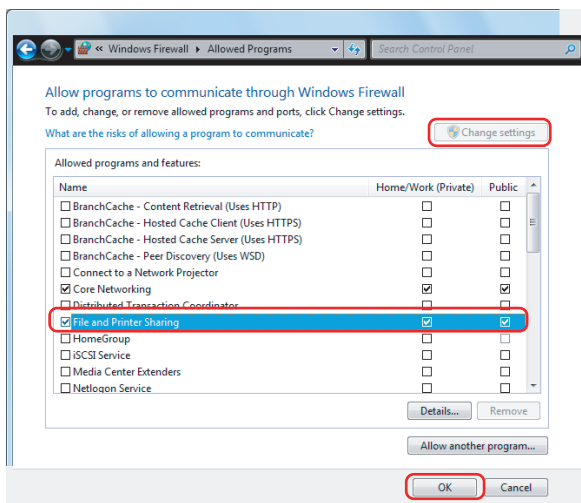 « Windows Firewall ▸ Allowed Programs Search Control Panel
Allow programs to communicate through Windows Firewall
To add, change, or remove allowed programs and ports, click Change settings.
What are the risks of allowing a program to communicate? Change settings
Allowed programs and features:
Name Home/Work (Private) Public
BranchCache - Content Retrieval (Uses HTTP)
BranchCache - Hosted Cache Client (Uses HTTPS)
BranchCache - Hosted Cache Server (Uses HTTPS)
BranchCache - Peer Discovery (Uses WSD)
Connect to a Network Projector
Core Networking
Distributed Transaction Coordinator
File and Printer Sharing
HomeGroup
iSCSI Service
Media Center Extenders
Netlogon Service
Details... Remove
Allow another program...
OK Cancel